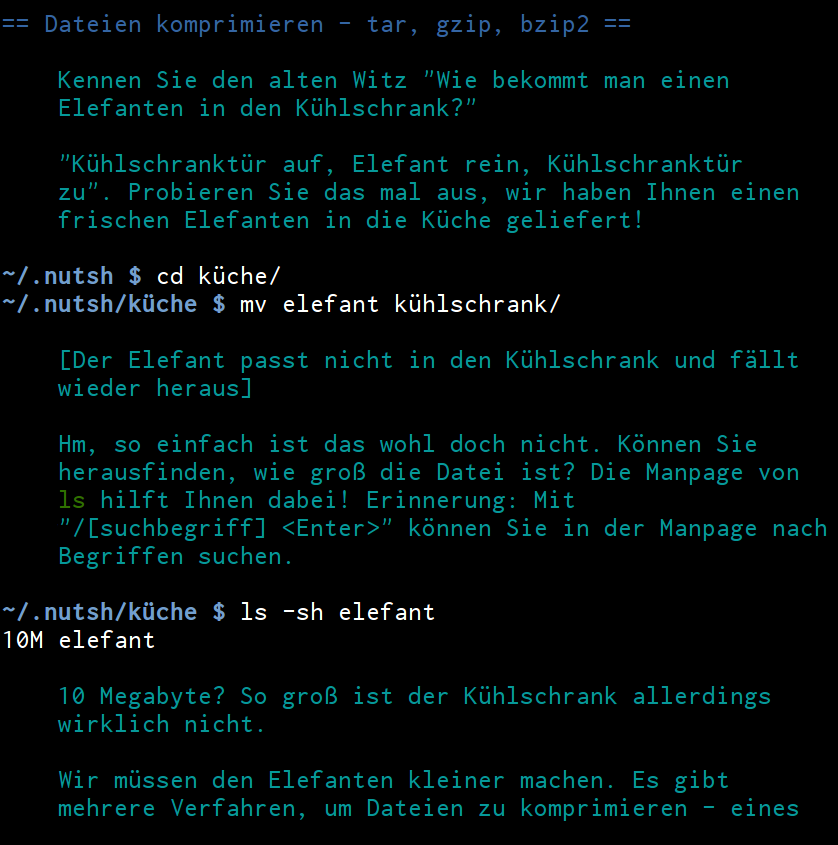 == Dateien komprimieren - tar, gzip, bzip2 ==
Kennen Sie den alten Witz "Wie bekommt man einen
Elefanten in den Kühlschrank?"
"Kühlschranktür auf, Elefant rein, Kühlschranktür
zu". Probieren Sie das mal aus, wir haben Ihnen einen
frischen Elefanten in die Küche geliefert!
~/.nutsh $ cd küche/
~/.nutsh/küche $ mv elefant kühlschrank/
[Der Elefant passt nicht in den Kühlschrank und fällt
wieder heraus]
Hm, so einfach ist das wohl doch nicht. Können Sie
herausfinden, wie groß die Datei ist? Die Manpage von
ls hilft Ihnen dabei! Erinnerung: Mit
"/[suchbegriff] <Enter>" können Sie in der Manpage nach
Begriffen suchen.
~/.nutsh/küche $ ls -sh elefant
10M elefant
10 Megabyte? So groß ist der Kühlschrank allerdings
wirklich nicht.
Wir müssen den Elefanten kleiner machen. Es gibt
mehrere Verfahren, um Dateien zu komprimieren - eines